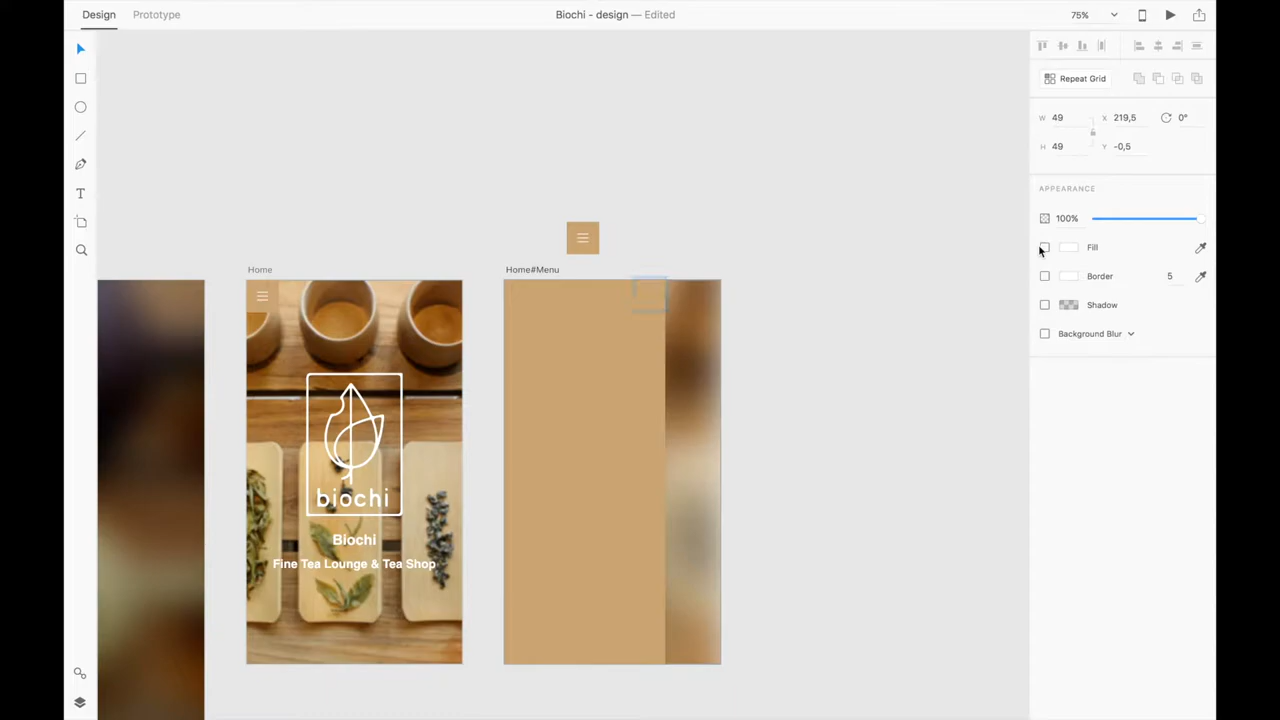 Design
Prototype
Biochi - design — Edited
75%
Repeat Grid
W 49 X 219,5 0°
H 49 Y -0,5
APPEARANCE
100%
Fill
Border 5
Shadow
Background Blur
T
Home
Home#Menu
biochi
Biochi
Fine Tea Lounge & Tea Shop